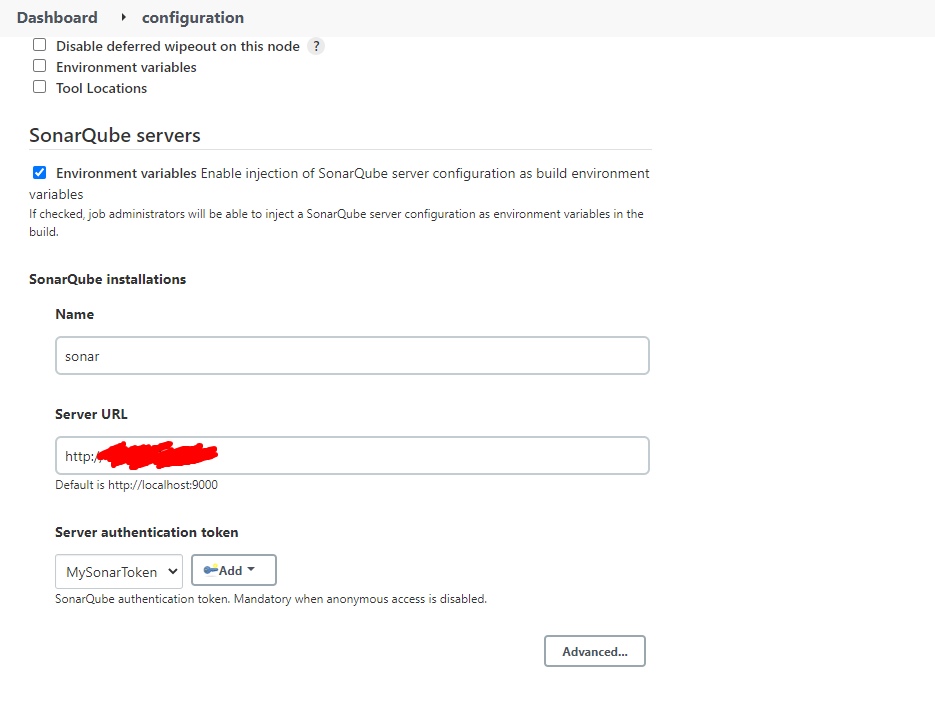 Dashboard configuration
Disable deferred wipeout on this node ?
Environment variables
Tool Locations
SonarQube servers
Environment variables Enable injection of SonarQube server configuration as build environment
variables
If checked, job administrators will be able to inject a SonarQube server configuration as environment variables in the
build.
SonarQube installations
Name
sonar
Server URL
http:/
Default is http://localhost:9000
Server authentication token
MySonarToken Add
SonarQube authentication token. Mandatory when anonymous access is disabled.
Advanced...